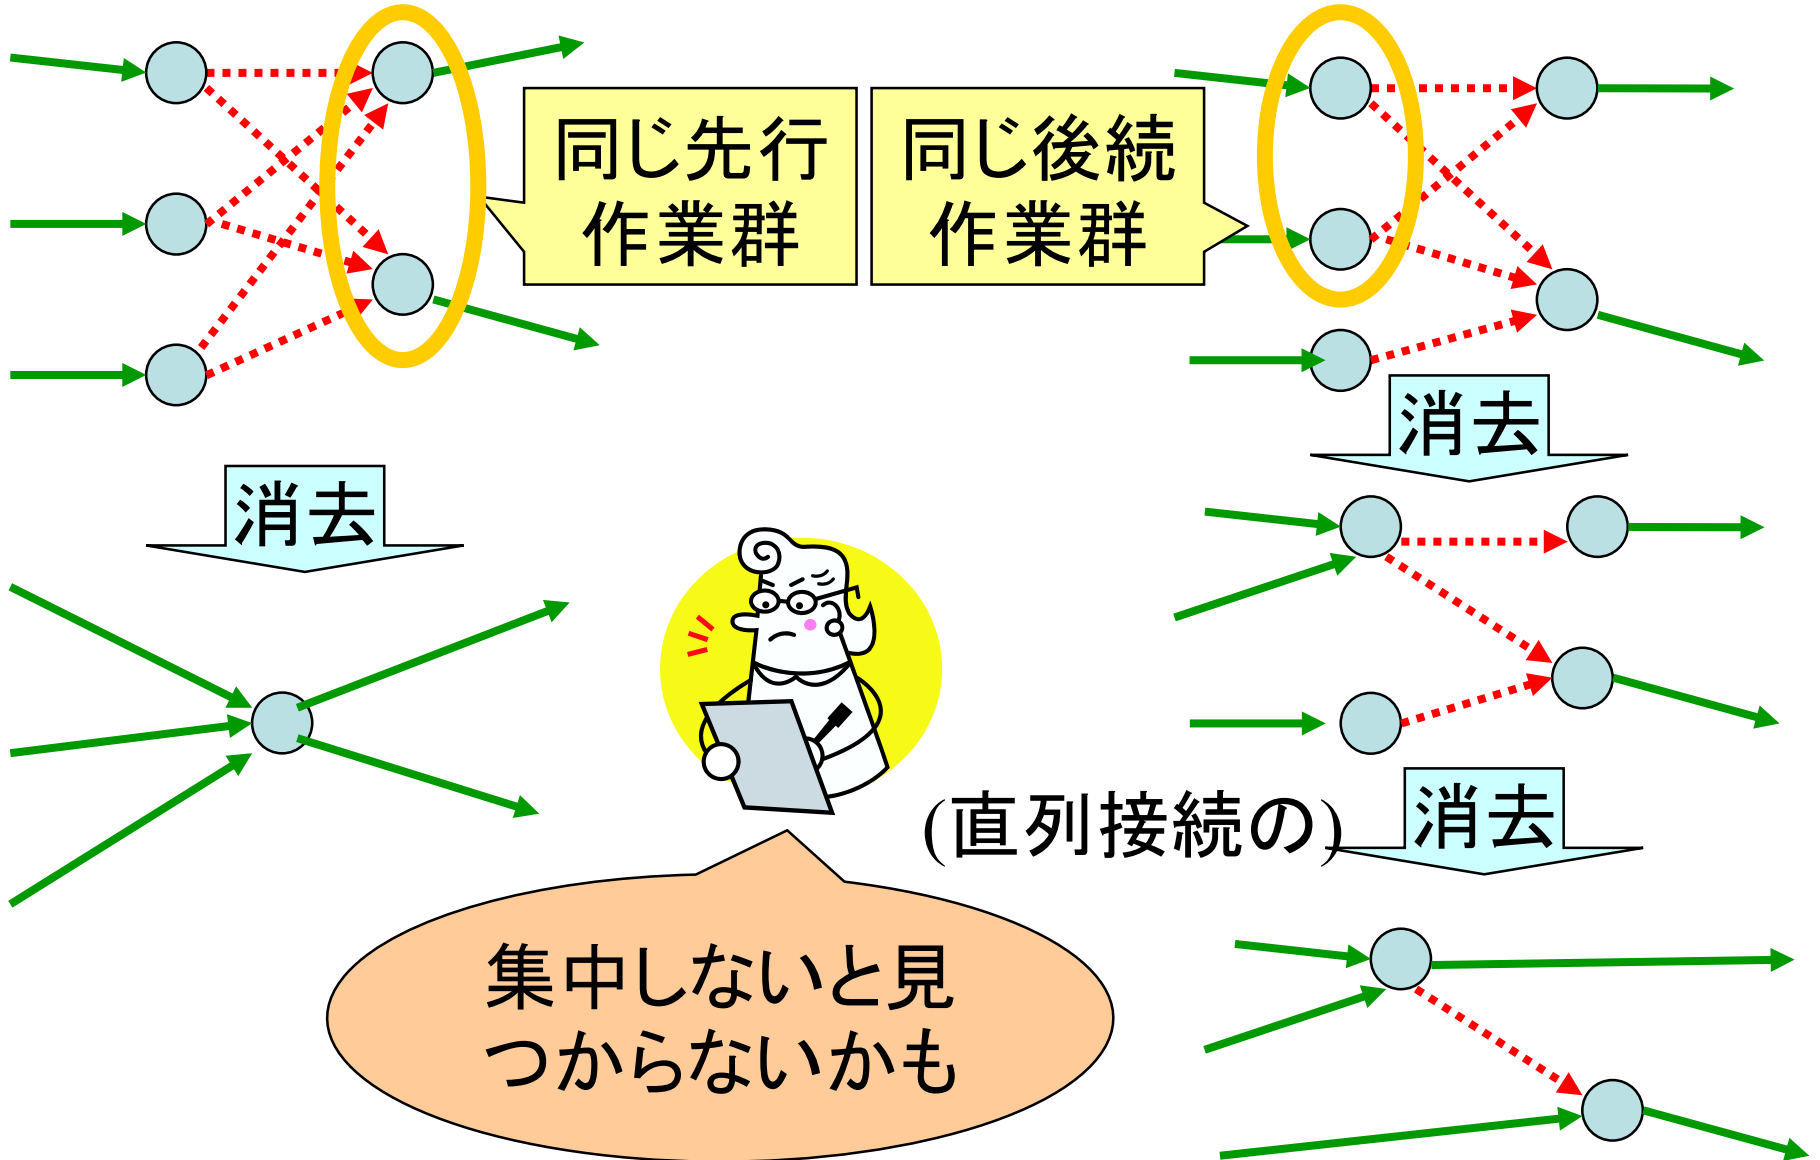 同じ先行
作業群
同じ後続
作業群
消去
消去
(直列接続の)
消去
集中しないと見
つからないかも